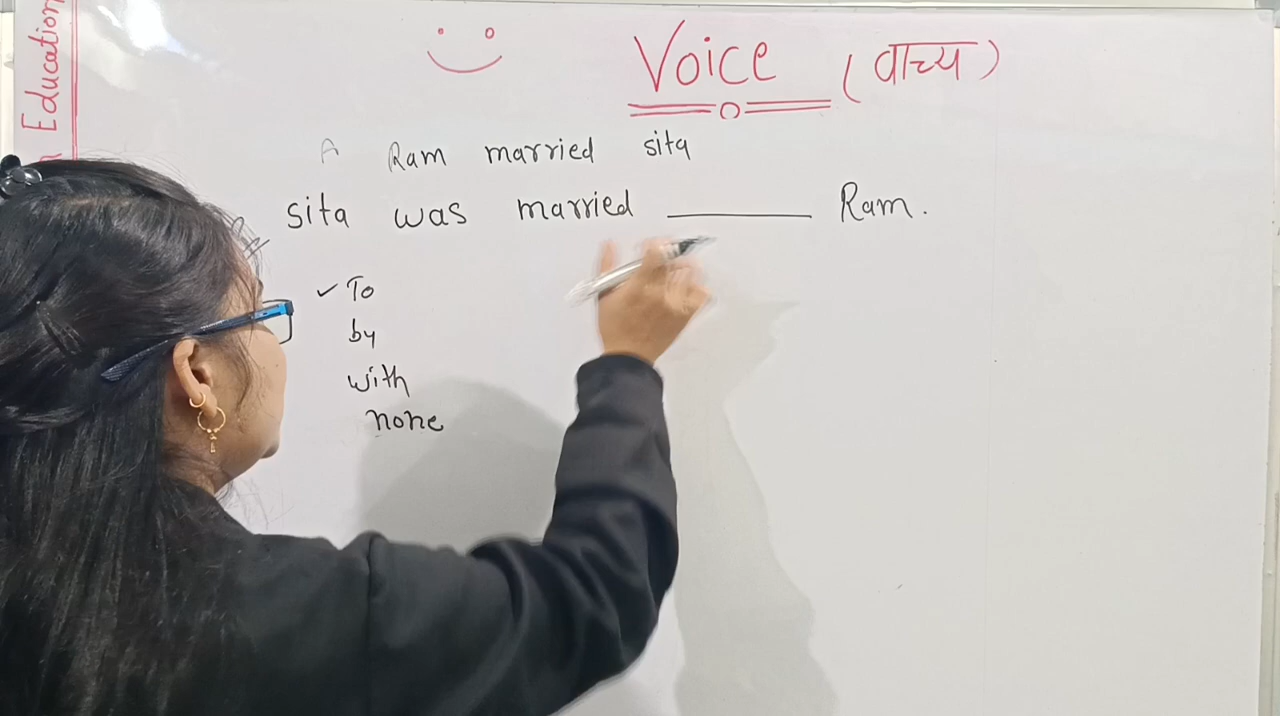 Education
Voice (वाच्य)
A Ram married sita
sita was married ______ Ram.
✓ To
by
with
none